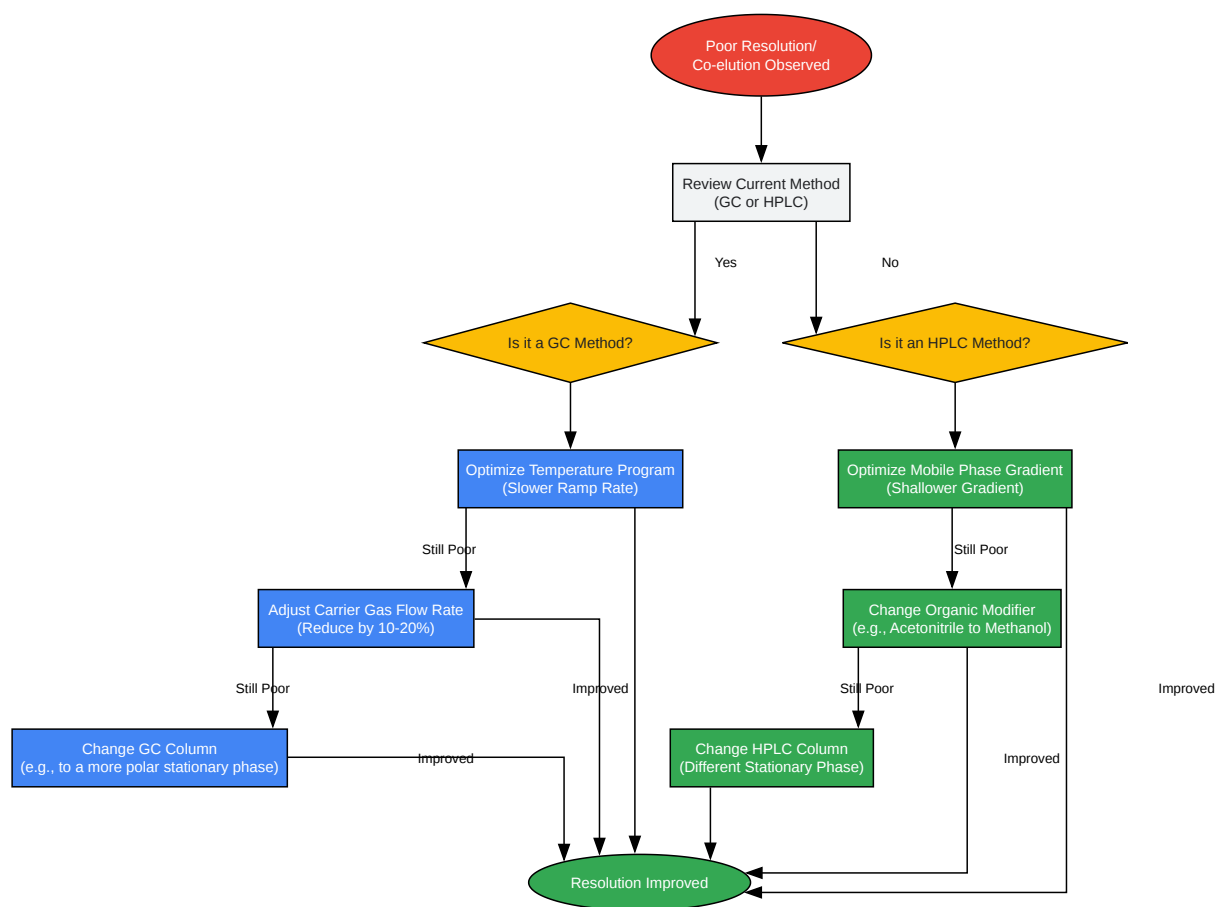 Poor Resolution/
Co-elution Observed
Review Current Method
(GC or HPLC)
Yes
No
Is it a GC Method?
Is it an HPLC Method?
Optimize Temperature Program
(Slower Ramp Rate)
Optimize Mobile Phase Gradient
(Shallower Gradient)
Still Poor
Still Poor
Adjust Carrier Gas Flow Rate
(Reduce by 10-20%)
Change Organic Modifier
(e.g., Acetonitrile to Methanol)
Still Poor
Improved
Still Poor
Improved
Change GC Column
(e.g., to a more polar stationary phase)
Improved
Change HPLC Column
(Different Stationary Phase)
Improved
Resolution Improved